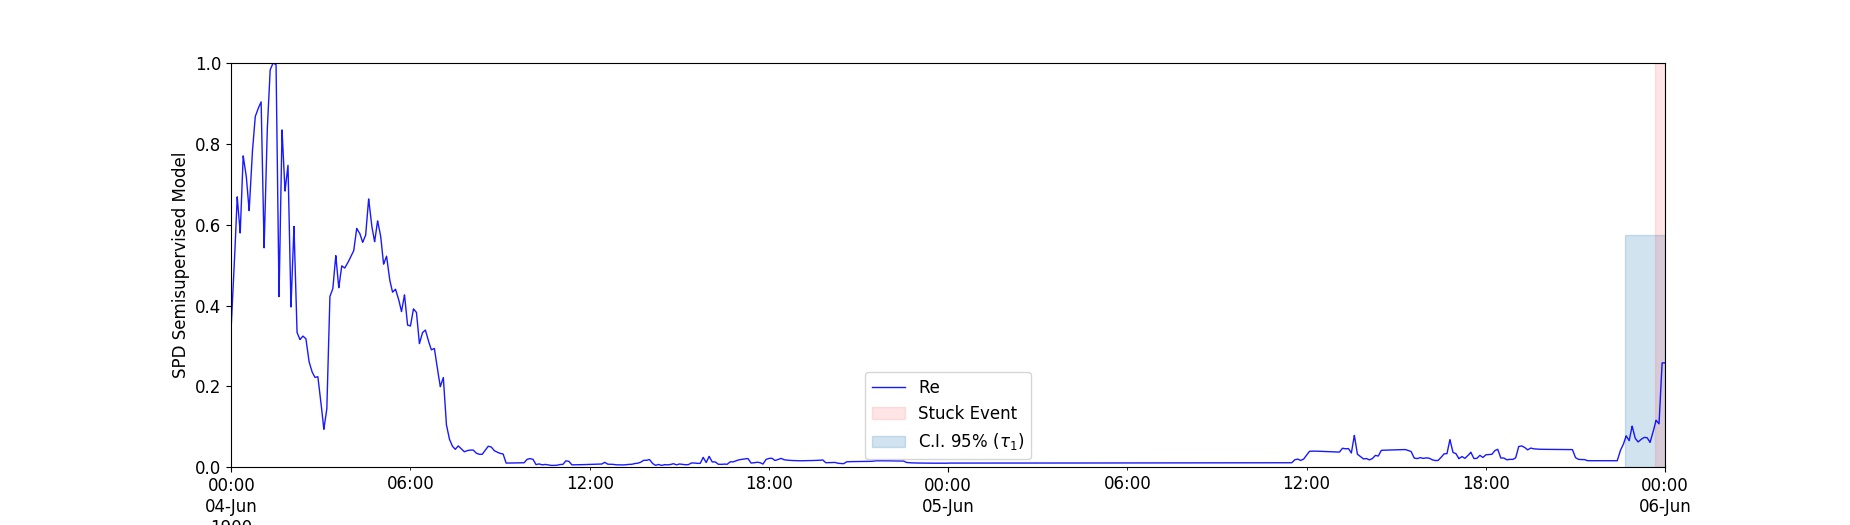 SPD Semisupervised Model
1.0
0.8
0.6
0.4
0.2
0.0
Re
Stuck Event
C.I. 95% (τ₁)
00:00 06:00 12:00 18:00 00:00 06:00 12:00 18:00 00:00
04-Jun 05-Jun 06-Jun